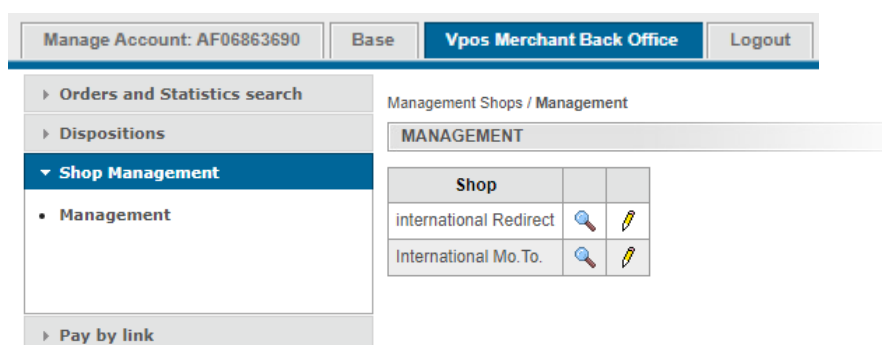 Manage Account: AF06863690 Base Vpos Merchant Back Office Logout
Orders and Statistics search
Dispositions
Shop Management
Management
Pay by link
Management Shops / Management
MANAGEMENT
Shop
international Redirect
International Mo.To.